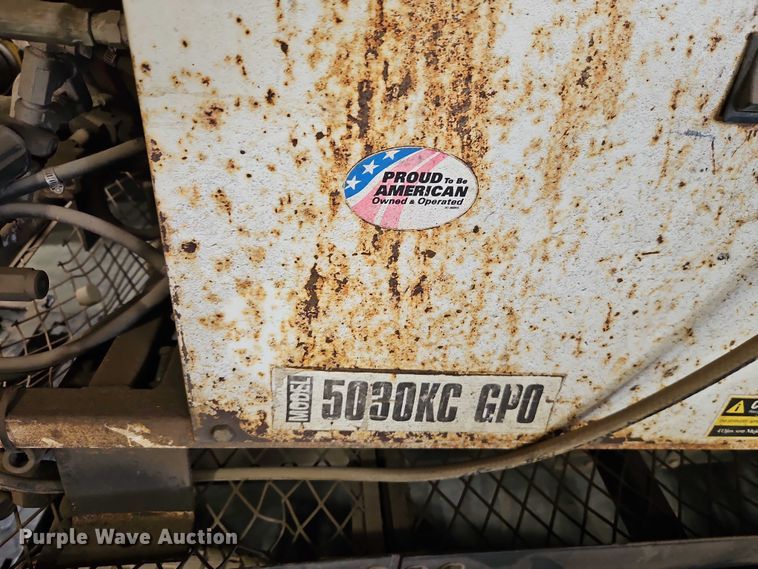 PROUD To Be
AMERICAN
Owned & Operated
MODEL 5030KC GPO
Purple Wave Auction